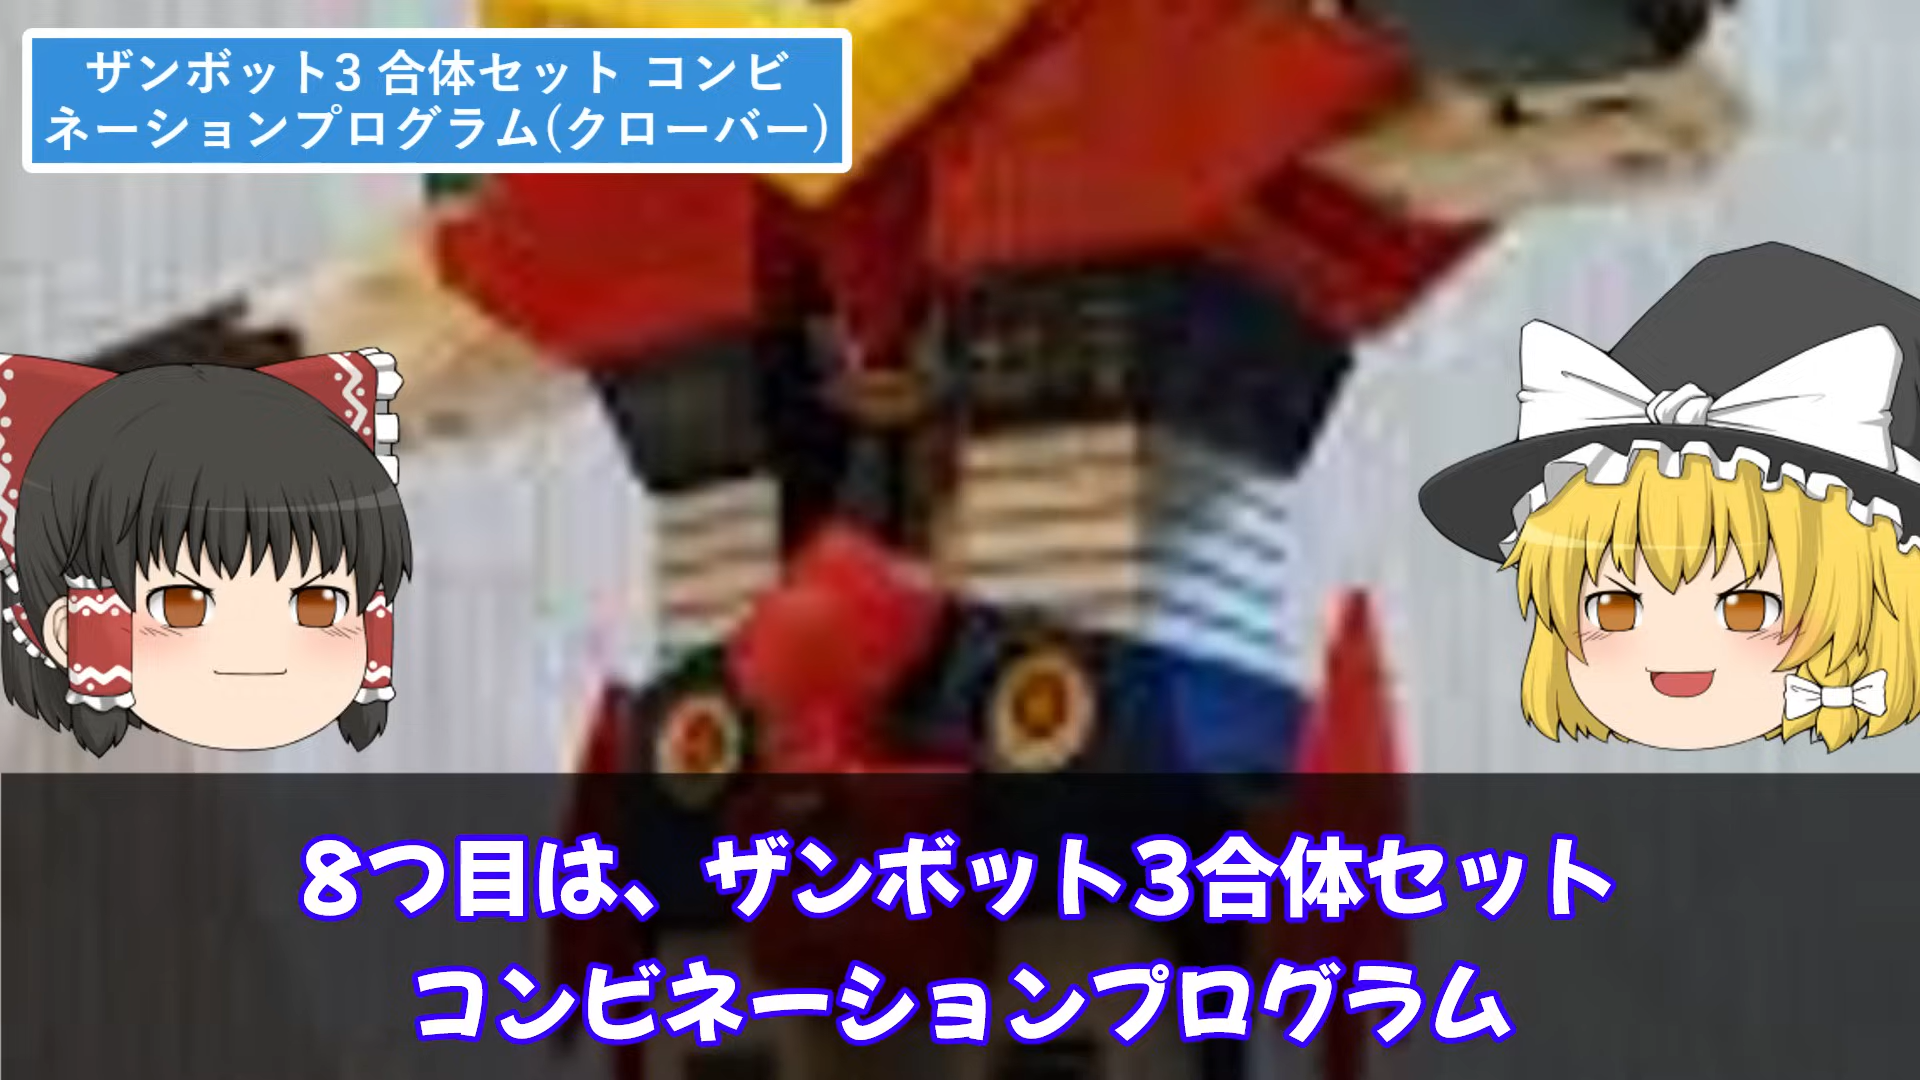 ザンボット3 合体セット コンビ
ネーションプログラム(クローバー)
8つ目は、ザンボット3合体セット
コンビネーションプログラム